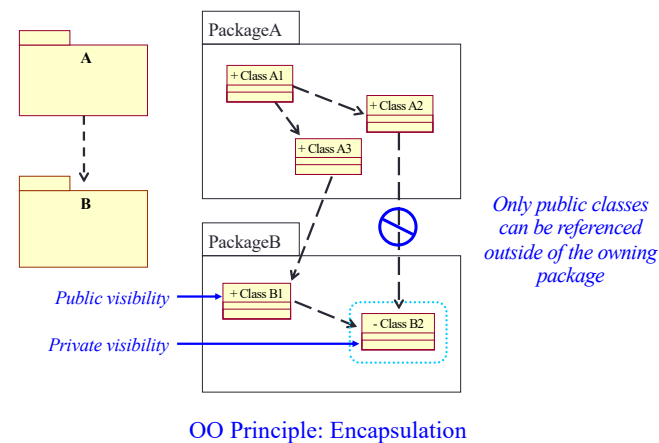 PackageA
A
+ Class A1
+ Class A2
+ Class A3
B
Only public classes
can be referenced
outside of the owning
package
PackageB
Public visibility
+ Class B1
- Class B2
Private visibility
OO Principle: Encapsulation